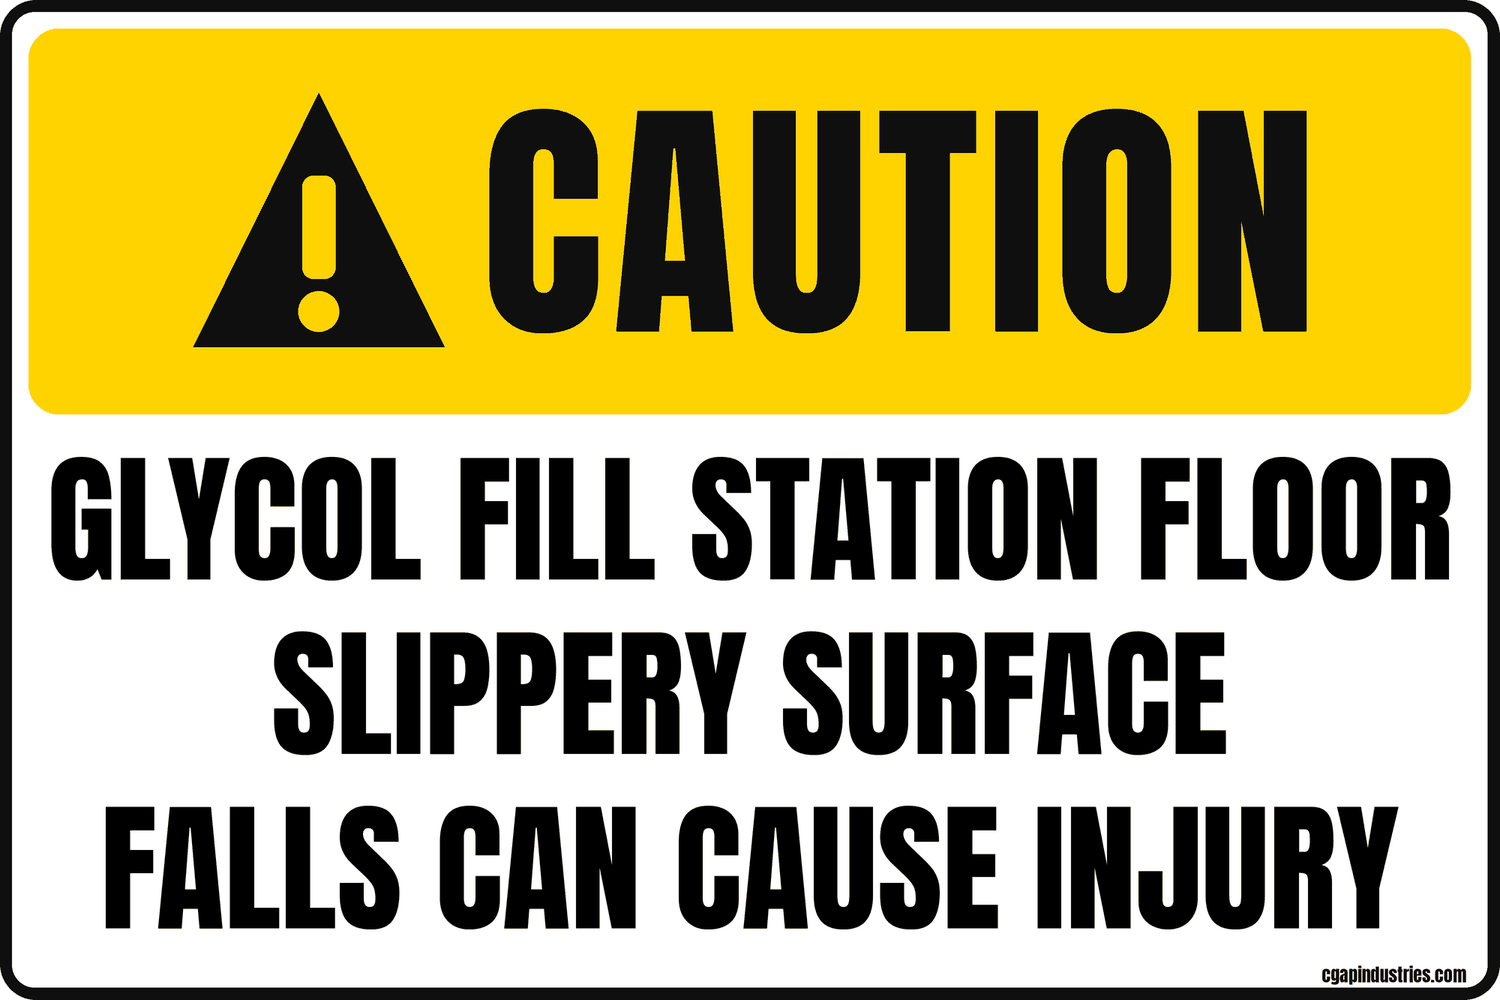 CAUTION
GLYCOL FILL STATION FLOOR
SLIPPERY SURFACE
FALLS CAN CAUSE INJURY
cgapindustries.com